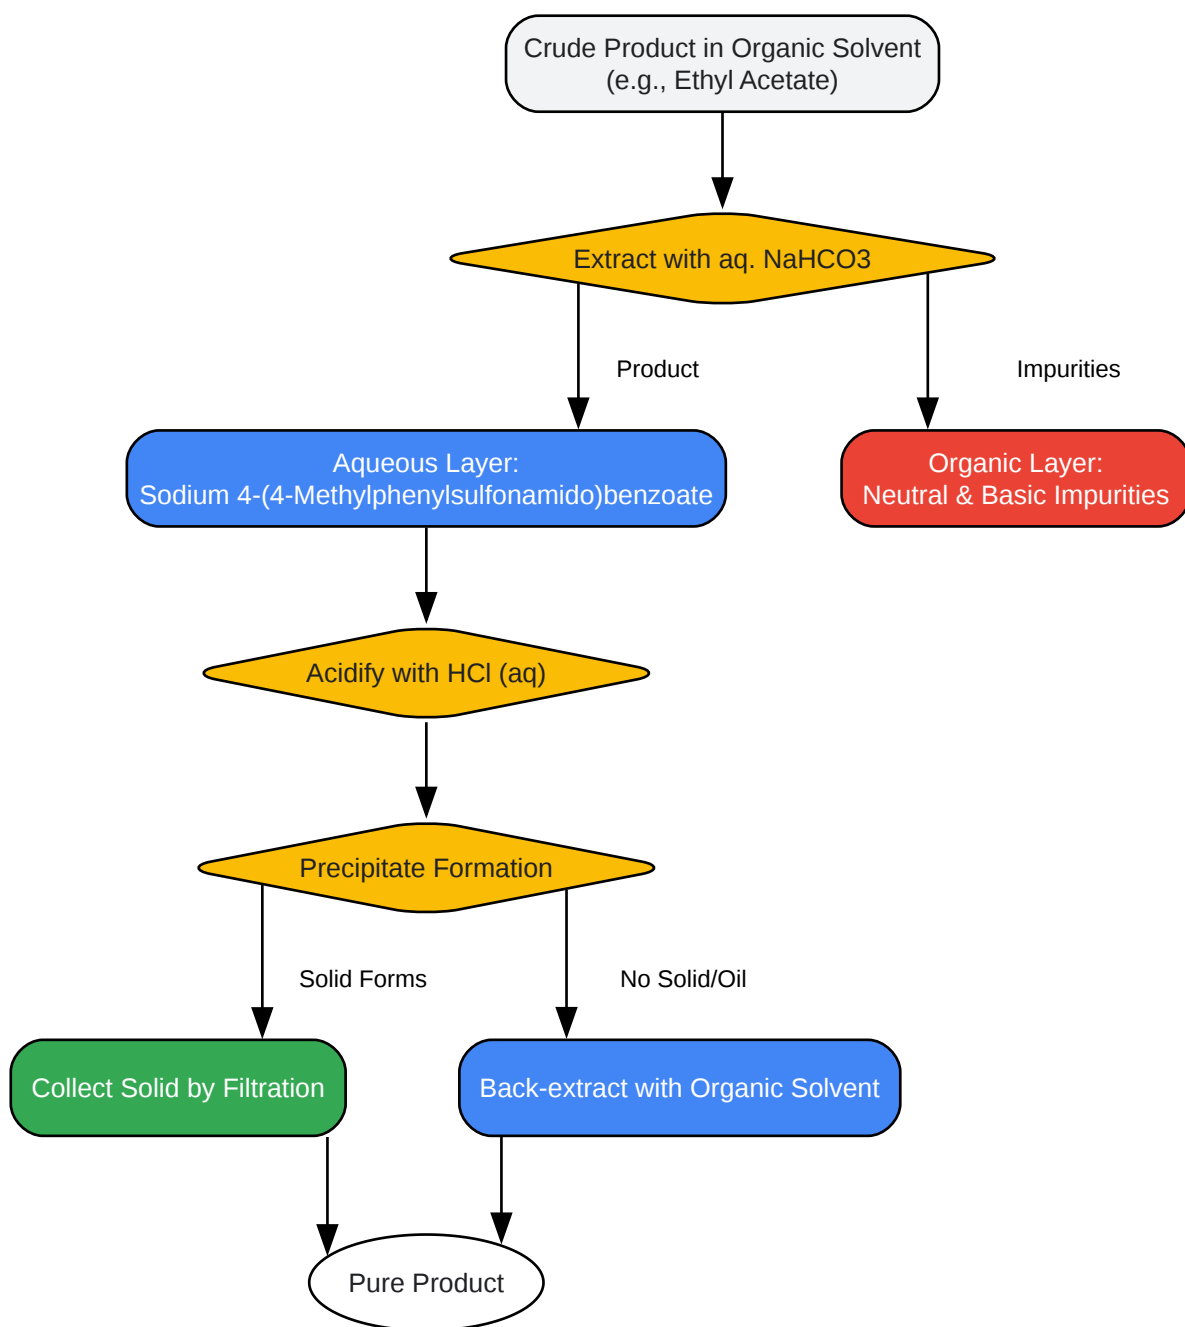 Crude Product in Organic Solvent
(e.g., Ethyl Acetate)
Extract with aq. NaHCO3
Product
Impurities
Aqueous Layer:
Sodium 4-(4-Methylphenylsulfonamido)benzoate
Organic Layer:
Neutral & Basic Impurities
Acidify with HCl (aq)
Precipitate Formation
Solid Forms
No Solid/Oil
Collect Solid by Filtration
Back-extract with Organic Solvent
Pure Product